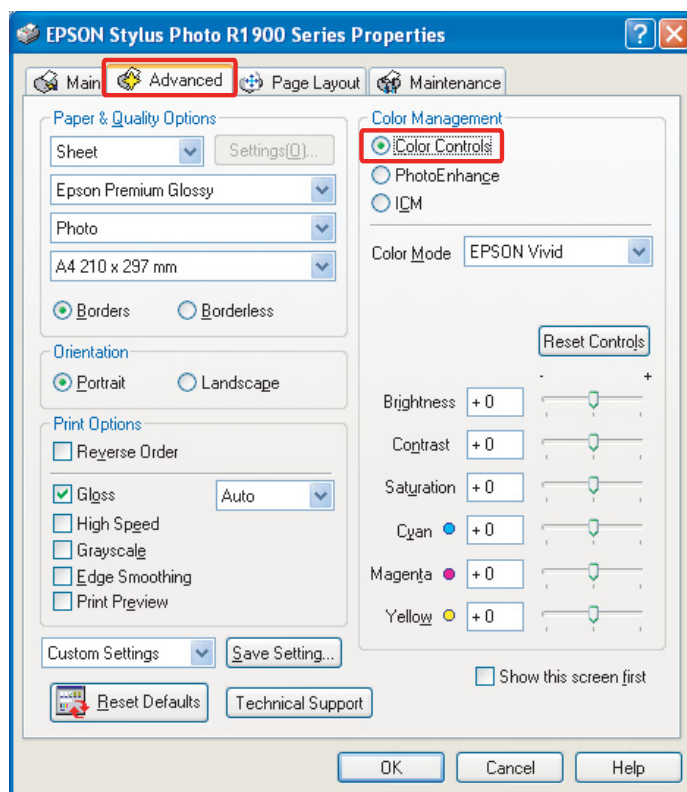 EPSON Stylus Photo R1900 Series Properties
Main
Advanced
Page Layout
Maintenance
Paper & Quality Options
Sheet
Settings(O)...
Epson Premium Glossy
Photo
A4 210 x 297 mm
Borders
Borderless
Orientation
Portrait
Landscape
Print Options
Reverse Order
Gloss
Auto
High Speed
Grayscale
Edge Smoothing
Print Preview
Custom Settings
Save Setting...
Reset Defaults
Technical Support
Color Management
Color Controls
PhotoEnhance
ICM
Color Mode
EPSON Vivid
Reset Controls
- +
Brightness + 0
Contrast + 0
Saturation + 0
Cyan + 0
Magenta + 0
Yellow + 0
Show this screen first
OK
Cancel
Help